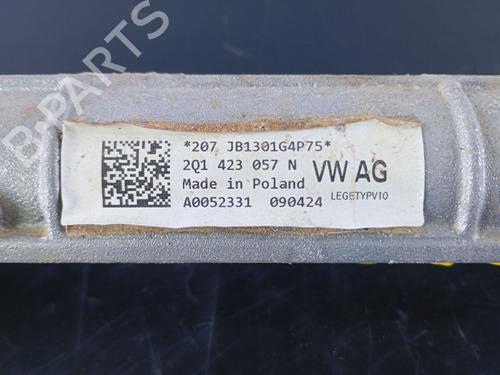 *207 JB1301G4P75*
2Q1 423 057 N
Made in Poland
A0052331 090424
VW AG
LEGETYPV10
B-Parts